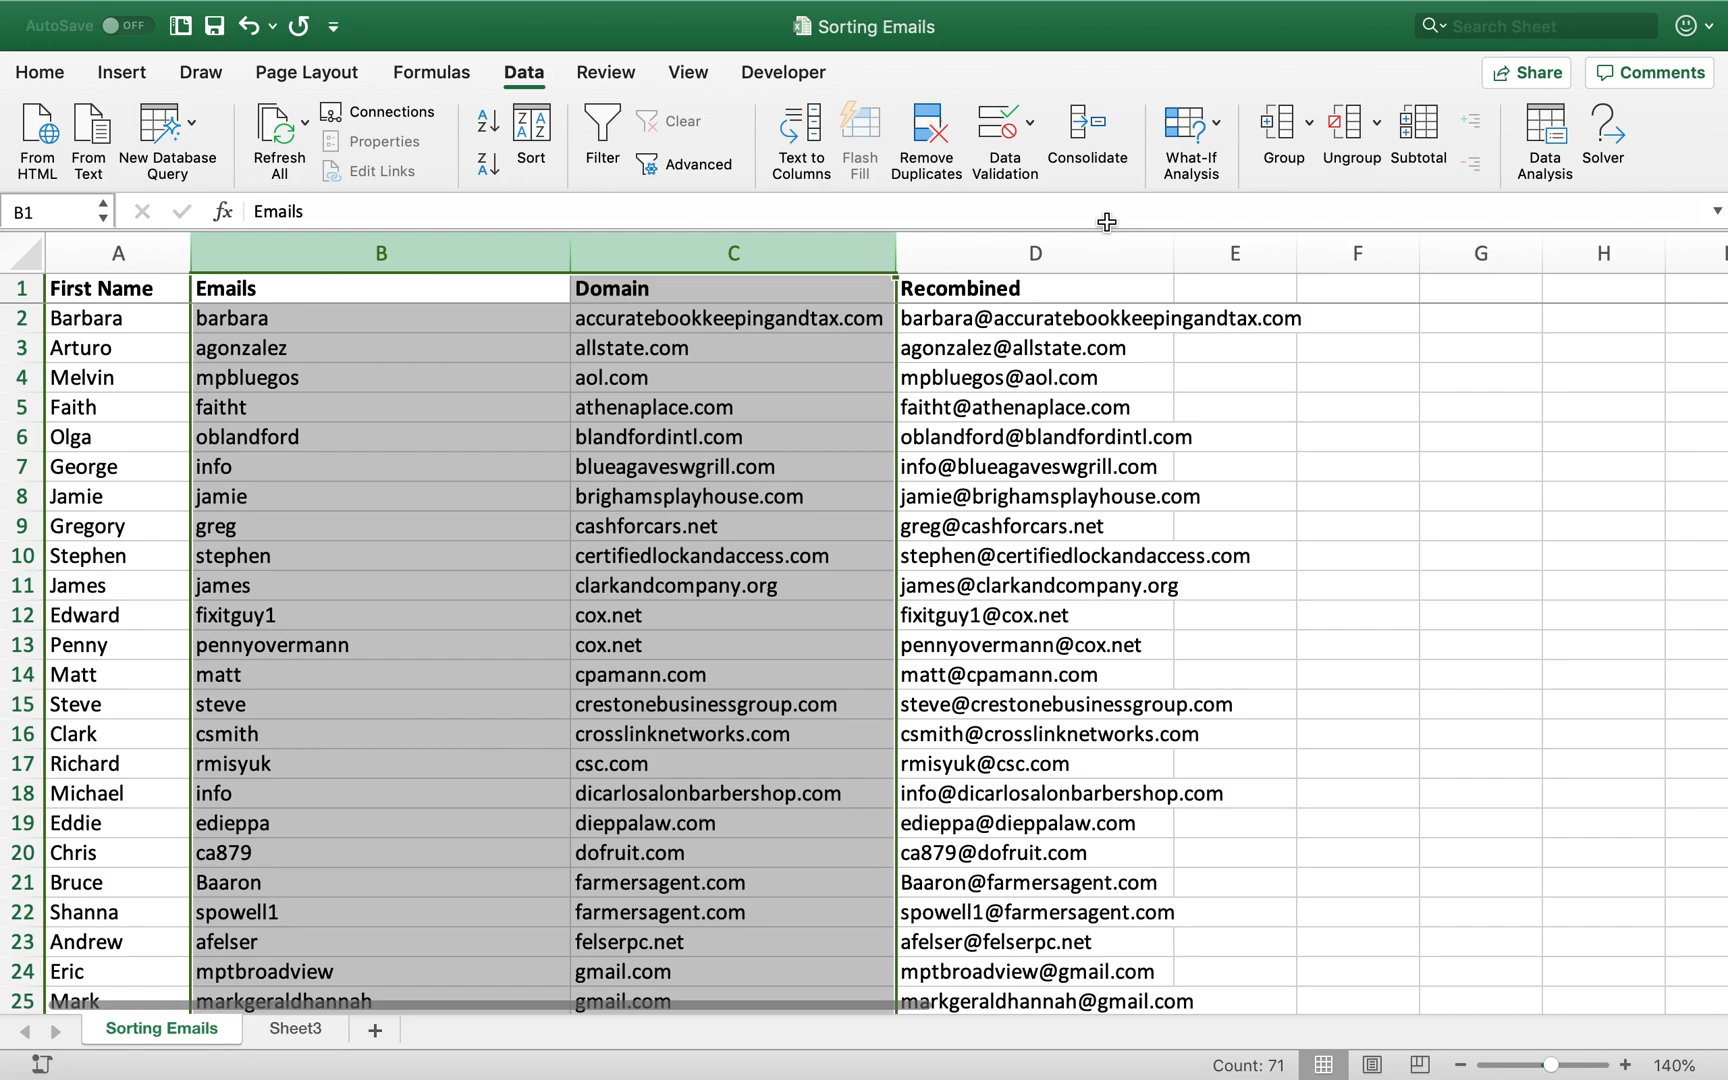 AutoSave OFF Sorting Emails Search Sheet
Home Insert Draw Page Layout Formulas Data Review View Developer Share Comments
From HTML From Text New Database Query Refresh All Connections Properties Edit Links Sort Filter Clear Advanced Text to Columns Flash Fill Remove Duplicates Data Validation Consolidate What-If Analysis Group Ungroup Subtotal Data Analysis Solver
B1 fx Emails
A B C D E F G H
1 First Name Emails Domain Recombined
2 Barbara barbara accuratebookkeepingandtax.com barbara@accuratebookkeepingandtax.com
3 Arturo agonzalez allstate.com agonzalez@allstate.com
4 Melvin mpbluegos aol.com mpbluegos@aol.com
5 Faith faitht athenaplace.com faitht@athenaplace.com
6 Olga oblandford blandfordintl.com oblandford@blandfordintl.com
7 George info blueagaveswgrill.com info@blueagaveswgrill.com
8 Jamie jamie brighamsplayhouse.com jamie@brighamsplayhouse.com
9 Gregory greg cashforcars.net greg@cashforcars.net
10 Stephen stephen certifiedlockandaccess.com stephen@certifiedlockandaccess.com
11 James james clarkandcompany.org james@clarkandcompany.org
12 Edward fixitguy1 cox.net fixitguy1@cox.net
13 Penny pennyovermann cox.net pennyovermann@cox.net
14 Matt matt cpamann.com matt@cpamann.com
15 Steve steve crestonebusinessgroup.com steve@crestonebusinessgroup.com
16 Clark csmith crosslinknetworks.com csmith@crosslinknetworks.com
17 Richard rmisyuk csc.com rmisyuk@csc.com
18 Michael info dicarlosalonbarbershop.com info@dicarlosalonbarbershop.com
19 Eddie edieppa dieppalaw.com edieppa@dieppalaw.com
20 Chris ca879 dofruit.com ca879@dofruit.com
21 Bruce Baaron farmersagent.com Baaron@farmersagent.com
22 Shanna spowell1 farmersagent.com spowell1@farmersagent.com
23 Andrew afelser felserpc.net afelser@felserpc.net
24 Eric mptbroadview gmail.com mptbroadview@gmail.com
25 Mark markgeraldhannah gmail.com markgeraldhannah@gmail.com
Sorting Emails Sheet3
Count: 71 140%